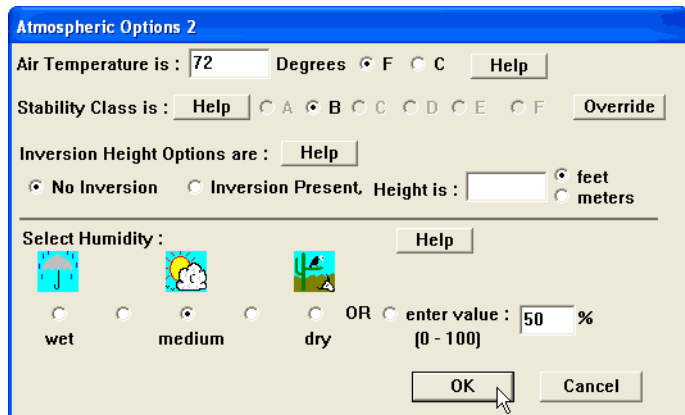 Atmospheric Options 2
Air Temperature is : 72 Degrees F C Help
Stability Class is : Help A B C D E F Override
Inversion Height Options are : Help
No Inversion Inversion Present, Height is : feet
meters
Select Humidity : Help
OR enter value : 50 %
wet medium dry (0 - 100)
OK Cancel